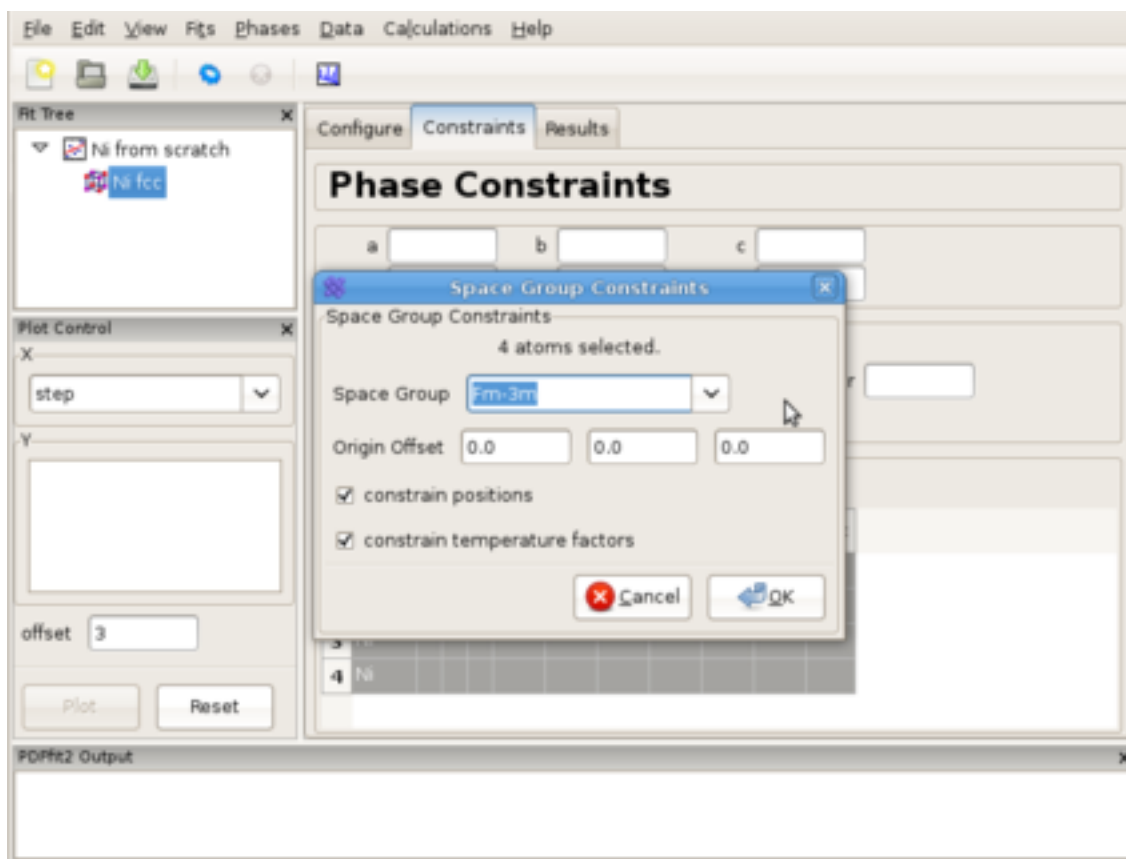 File Edit View Fits Phases Data Calculations Help
Fit Tree
Ni from scratch
Ni fcc
Configure Constraints Results
Phase Constraints
a b c
Space Group Constraints
Space Group Constraints
4 atoms selected.
Space Group Fm-3m
Origin Offset 0.0 0.0 0.0
constrain positions
constrain temperature factors
Cancel OK
r
3
4 Ni
Plot Control
X
step
Y
offset 3
Plot Reset
PDFfit2 Output